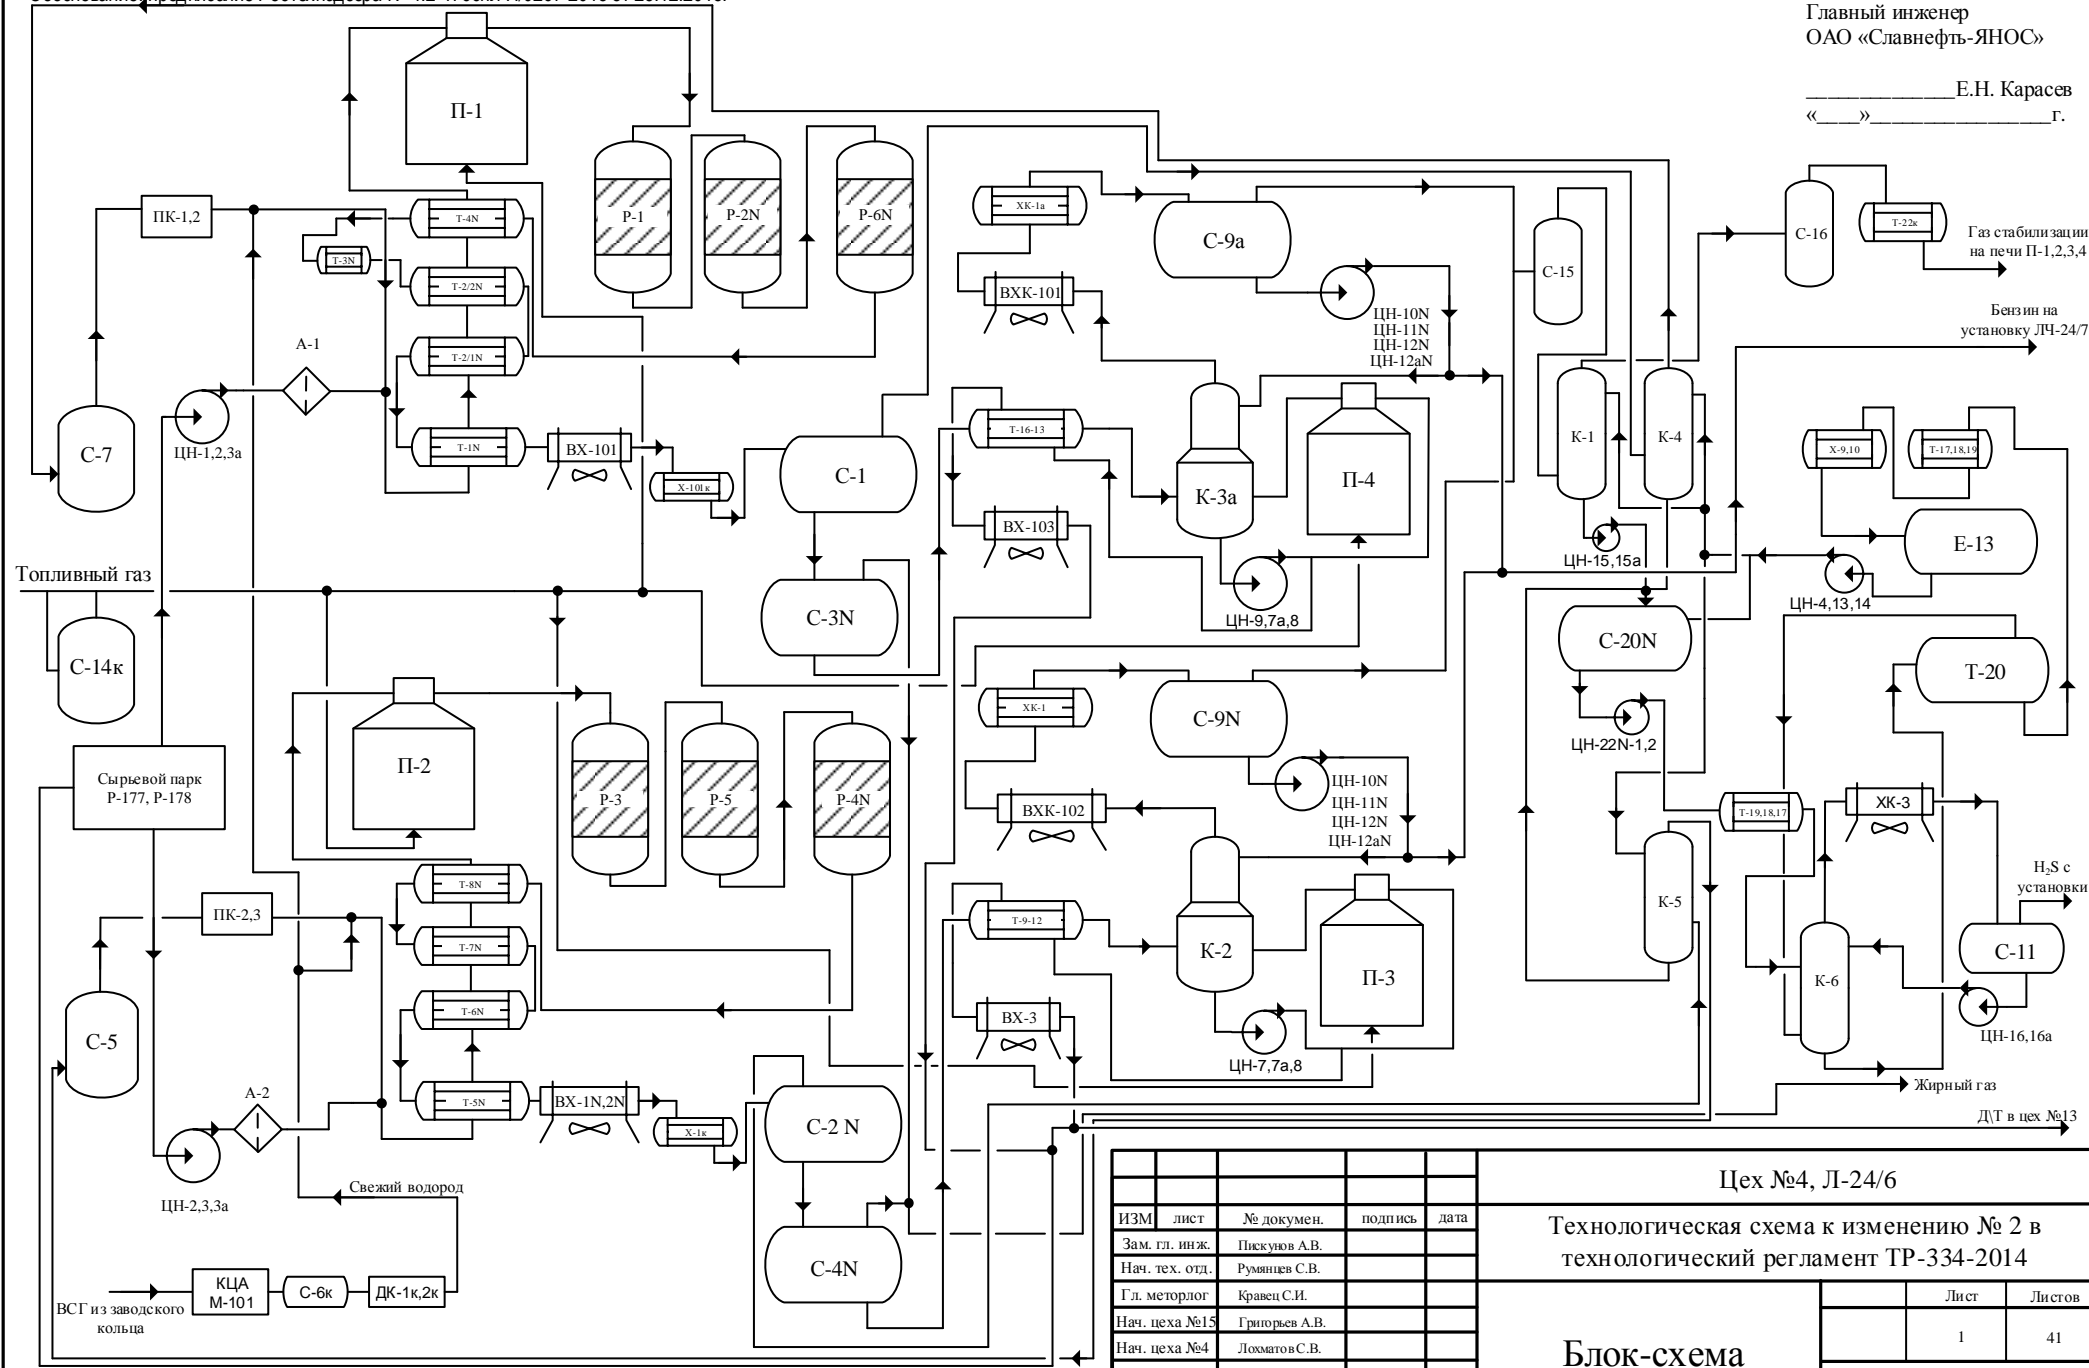 Главный инженер
ОАО «Славнефть-ЯНОС»
______________Е.Н. Карасев
«____»_________________г.
П-1
ПК-1,2
Т-4N
Т-3N
Т-2/2N
Т-2/1N
Т-1N
Р-1
Р-2N
Р-6N
А-1
С-7
ЦН-1,2,3а
ВХ-101
Х-101к
С-1
С-3N
ХК-1а
С-9а
ВХК-101
ЦН-10N
ЦН-11N
ЦН-12N
ЦН-12аN
Т-16-13
ВХ-103
К-3а
П-4
ЦН-9,7а,8
С-15
С-16
Т-22к
Газ стабилизации
на печи П-1,2,3,4
Бензин на
установку ЛЧ-24/7
К-1
К-4
Х-9,10
Т-17,18,19
Е-13
ЦН-15,15а
ЦН-4,13,14
С-20N
Т-20
ЦН-22N-1,2
Топливный газ
С-14к
Сырьевой парк
Р-177, Р-178
П-2
Р-3
Р-5
Р-4N
ПК-2,3
Т-8N
Т-7N
Т-6N
Т-5N
С-5
А-2
ЦН-2,3,3а
ВХ-1N,2N
Х-1к
С-2 N
С-4N
ХК-1
С-9N
ВХК-102
ЦН-10N
ЦН-11N
ЦН-12N
ЦН-12аN
Т-9-12
ВХ-3
К-2
П-3
ЦН-7,7а,8
Т-19,18,17
ХК-3
К-5
К-6
H₂S с
установки
С-11
ЦН-16,16а
Жирный газ
Д\Т в цех №13
Свежий водород
ВСГ из заводского
кольца
КЦА
М-101
С-6к
ДК-1к,2к
Цех №4, Л-24/6
ИЗМ лист № докумен. подпись дата
Технологическая схема к изменению № 2 в
технологический регламент ТР-334-2014
Зам. гл. инж. Пискунов А.В.
Нач. тех. отд. Румянцев С.В.
Гл. меторлог Кравец С.И.
Нач. цеха №15 Григорьев А.В.
Нач. цеха №4 Лохматов С.В.
Блок-схема
Лист Листов
1 41